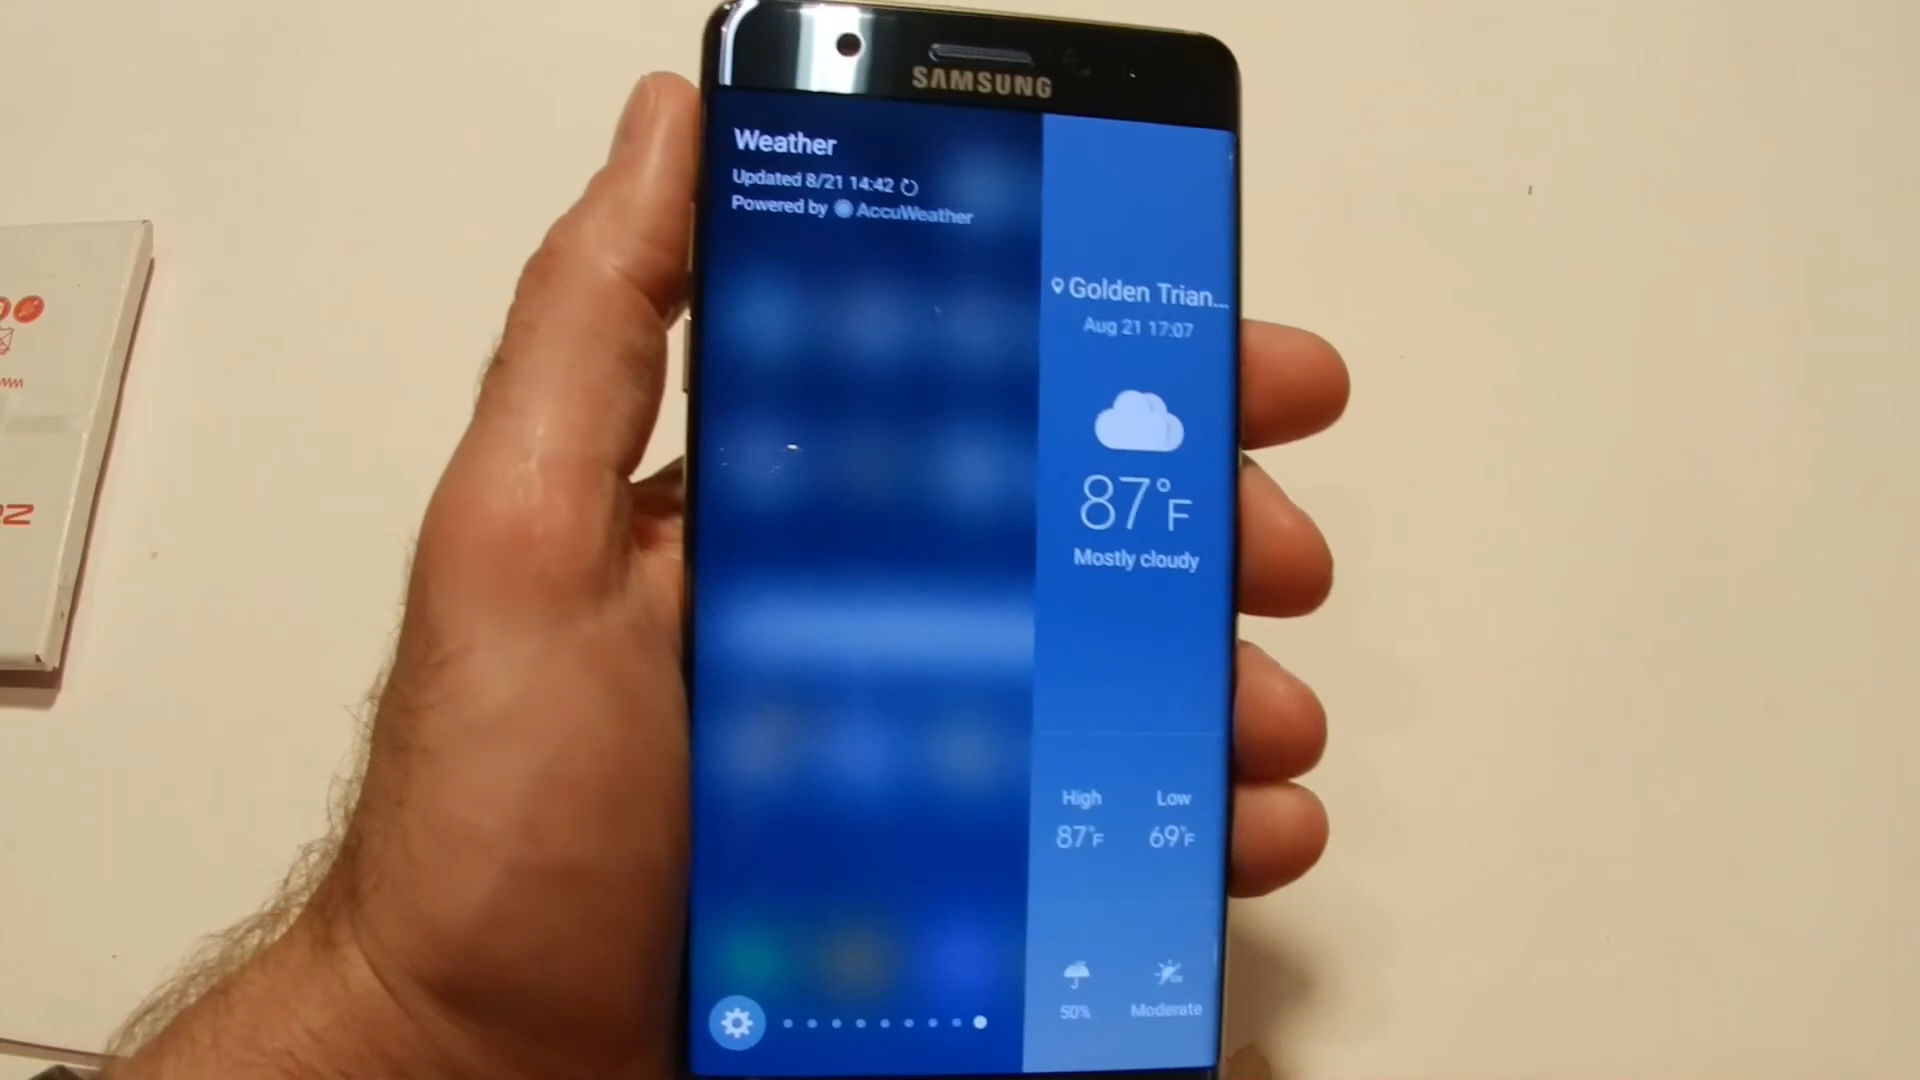 SAMSUNG
Weather
Updated 8/21 14:42
Powered by AccuWeather
Golden Trian...
Aug 21 17:07
87°F
Mostly cloudy
High Low
87°F 69°F
50% Moderate